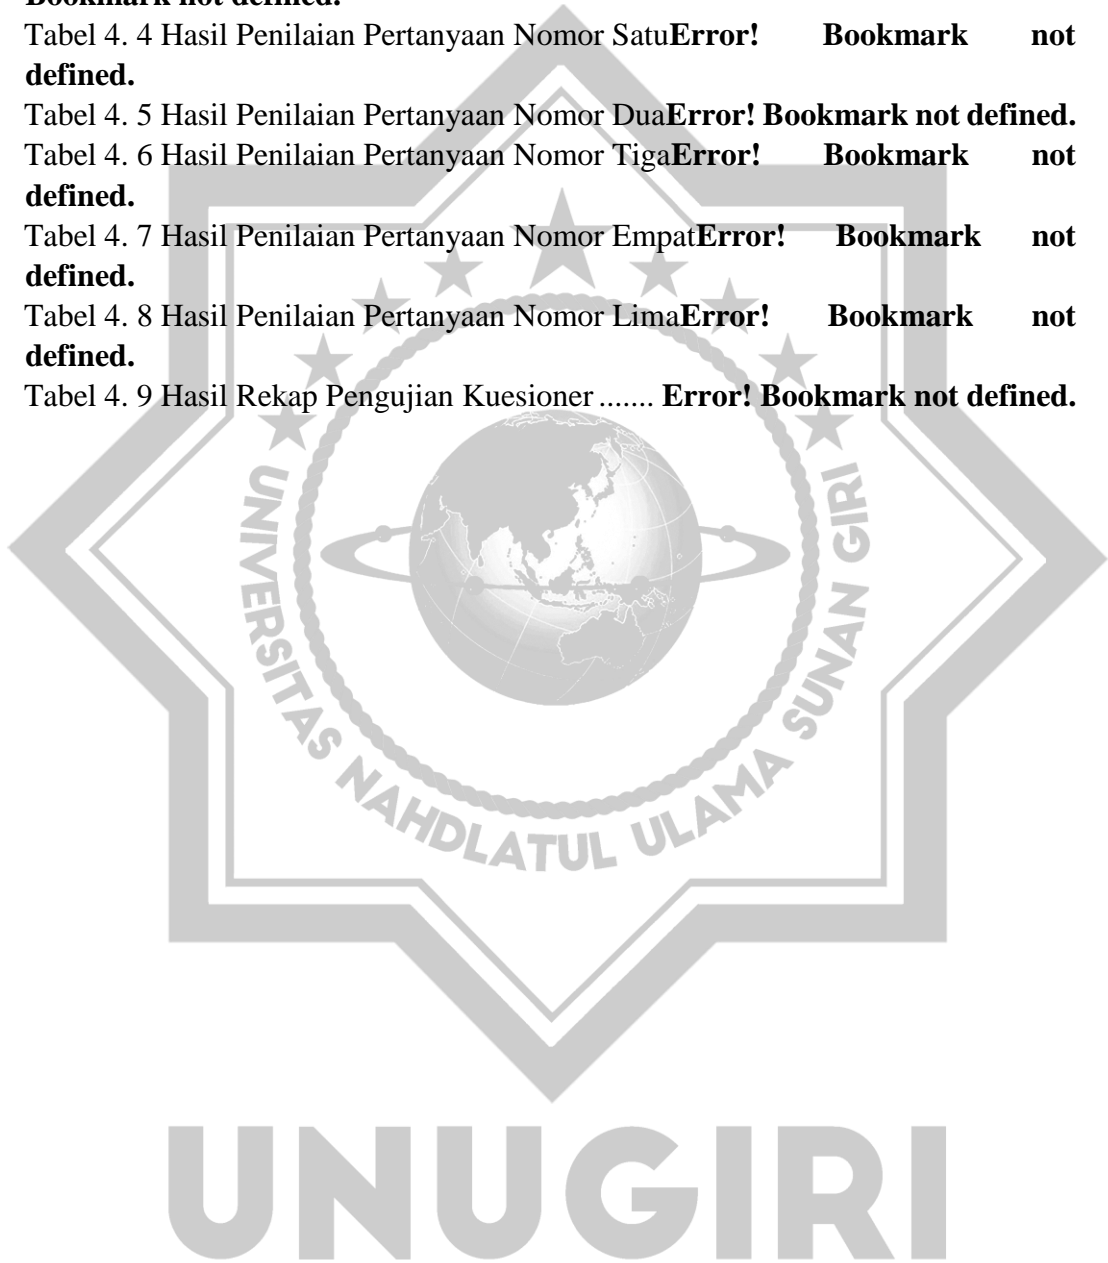 Bookmark not defined.
Tabel 4. 4 Hasil Penilaian Pertanyaan Nomor SatuError! Bookmark not
defined.
Tabel 4. 5 Hasil Penilaian Pertanyaan Nomor DuaError! Bookmark not defined.
Tabel 4. 6 Hasil Penilaian Pertanyaan Nomor TigaError! Bookmark not
defined.
Tabel 4. 7 Hasil Penilaian Pertanyaan Nomor EmpatError! Bookmark not
defined.
Tabel 4. 8 Hasil Penilaian Pertanyaan Nomor LimaError! Bookmark not
defined.
Tabel 4. 9 Hasil Rekap Pengujian Kuesioner ....... Error! Bookmark not defined.
UNIVERSITAS NAHDLATUL ULAMA SUNAN GIRI
UNUGIRI